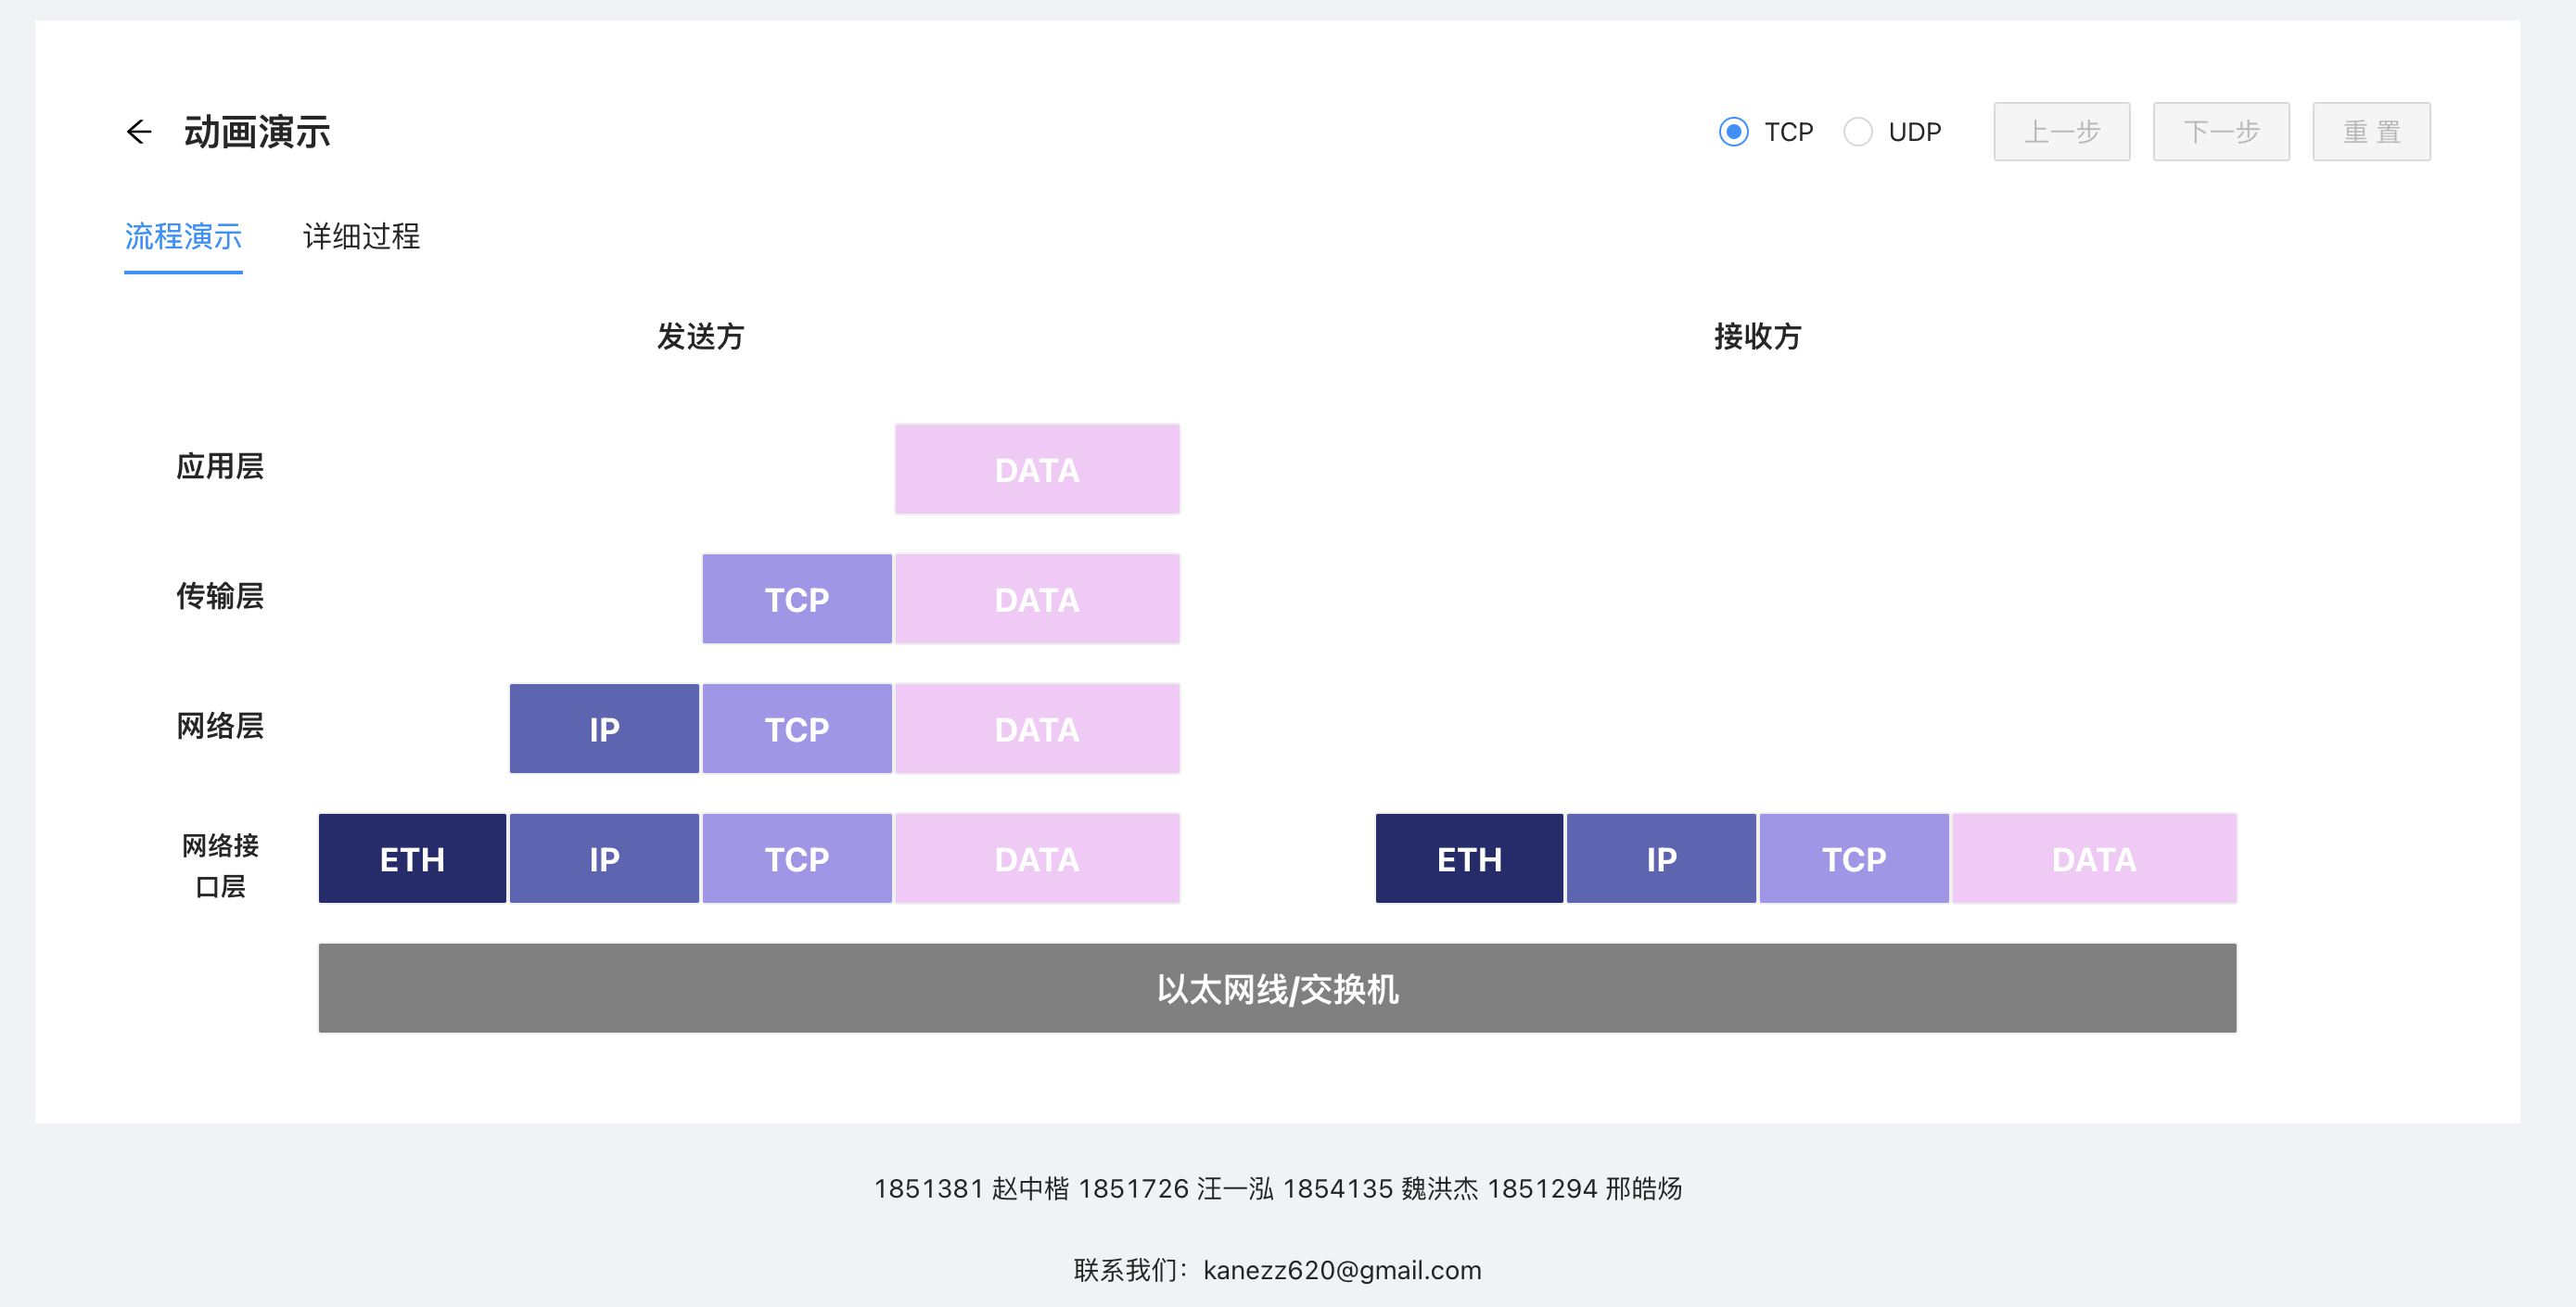 动画演示 TCP UDP 上一步 下一步 重 置
流程演示 详细过程
发送方 接收方
应用层 DATA
传输层 TCP DATA
网络层 IP TCP DATA
网络接
口层
ETH IP TCP DATA ETH IP TCP DATA
以太网线/交换机
1851381 赵中楷 1851726 汪一泓 1854135 魏洪杰 1851294 邢皓炀
联系我们：kanezz620@gmail.com